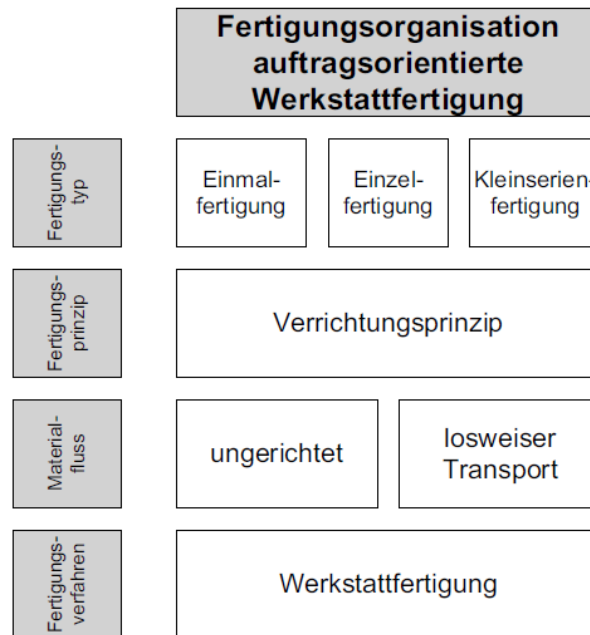 Fertigungsorganisation
auftragsorientierte
Werkstattfertigung
Fertigungs-
typ
Einmal-
fertigung
Einzel-
fertigung
Kleinserien-
fertigung
Fertigungs-
prinzip
Verrichtungsprinzip
Material-
fluss
ungerichtet
losweiser
Transport
Fertigungs-
verfahren
Werkstattfertigung